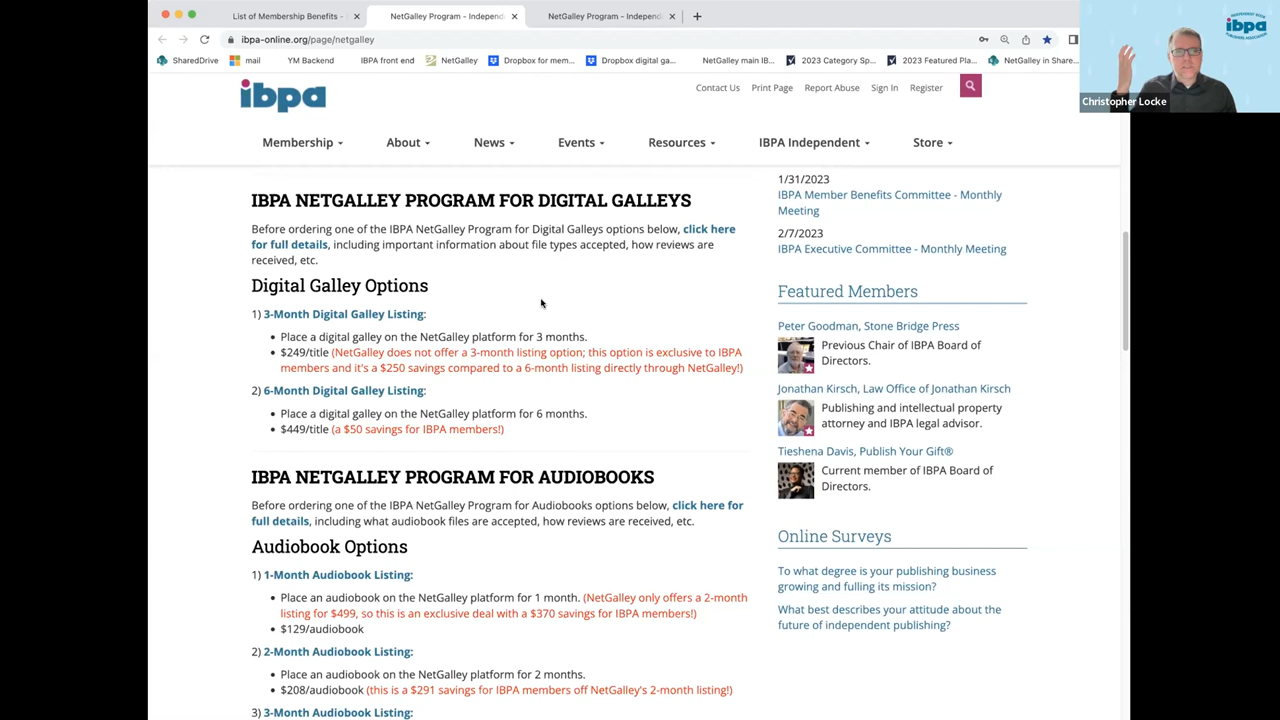 List of Membership Benefits -
NetGalley Program - Independ
NetGalley Program - Independ
ibpa-online.org/page/netgalley
SharedDrive
mail
YM Backend
IBPA front end
NetGalley
Dropbox for mem...
Dropbox digital ga...
NetGalley main IB...
2023 Category Sp...
2023 Featured Pla...
NetGalley in Share...
ibpa
Contact Us
Print Page
Report Abuse
Sign In
Register
Membership
About
News
Events
Resources
IBPA Independent
Store
IBPA NETGALLEY PROGRAM FOR DIGITAL GALLEYS
Before ordering one of the IBPA NetGalley Program for Digital Galleys options below, click here
for full details, including important information about file types accepted, how reviews are
received, etc.
Digital Galley Options
1) 3-Month Digital Galley Listing:
• Place a digital galley on the NetGalley platform for 3 months.
• $249/title (NetGalley does not offer a 3-month listing option; this option is exclusive to IBPA
members and it's a $250 savings compared to a 6-month listing directly through NetGalley!)
2) 6-Month Digital Galley Listing:
• Place a digital galley on the NetGalley platform for 6 months.
• $449/title (a $50 savings for IBPA members!)
IBPA NETGALLEY PROGRAM FOR AUDIOBOOKS
Before ordering one of the IBPA NetGalley Program for Audiobooks options below, click here for
full details, including what audiobook files are accepted, how reviews are received, etc.
Audiobook Options
1) 1-Month Audiobook Listing:
• Place an audiobook on the NetGalley platform for 1 month. (NetGalley only offers a 2-month
listing for $499, so this is an exclusive deal with a $370 savings for IBPA members!)
• $129/audiobook
2) 2-Month Audiobook Listing:
• Place an audiobook on the NetGalley platform for 2 months.
• $208/audiobook (this is a $291 savings for IBPA members off NetGalley's 2-month listing!)
3) 3-Month Audiobook Listing:
1/31/2023
IBPA Member Benefits Committee - Monthly
Meeting
2/7/2023
IBPA Executive Committee - Monthly Meeting
Featured Members
Peter Goodman, Stone Bridge Press
Previous Chair of IBPA Board of
Directors.
Jonathan Kirsch, Law Office of Jonathan Kirsch
Publishing and intellectual property
attorney and IBPA legal advisor.
Tieshena Davis, Publish Your Gift®
Current member of IBPA Board of
Directors.
Online Surveys
To what degree is your publishing business
growing and fulling its mission?
What best describes your attitude about the
future of independent publishing?
ibpa
Christopher Locke